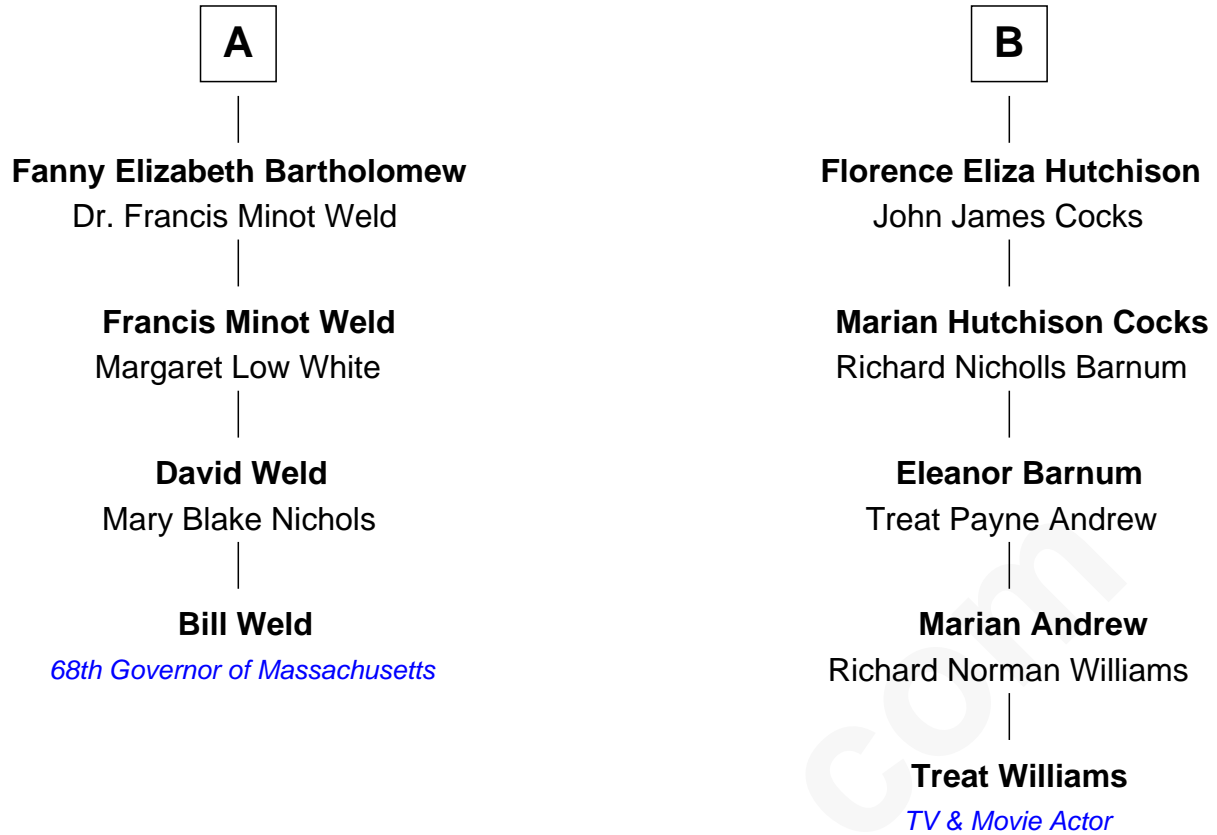 A
Fanny Elizabeth Bartholomew
Dr. Francis Minot Weld
Francis Minot Weld
Margaret Low White
David Weld
Mary Blake Nichols
Bill Weld
68th Governor of Massachusetts
B
Florence Eliza Hutchison
John James Cocks
Marian Hutchison Cocks
Richard Nicholls Barnum
Eleanor Barnum
Treat Payne Andrew
Marian Andrew
Richard Norman Williams
Treat Williams
TV & Movie Actor
com